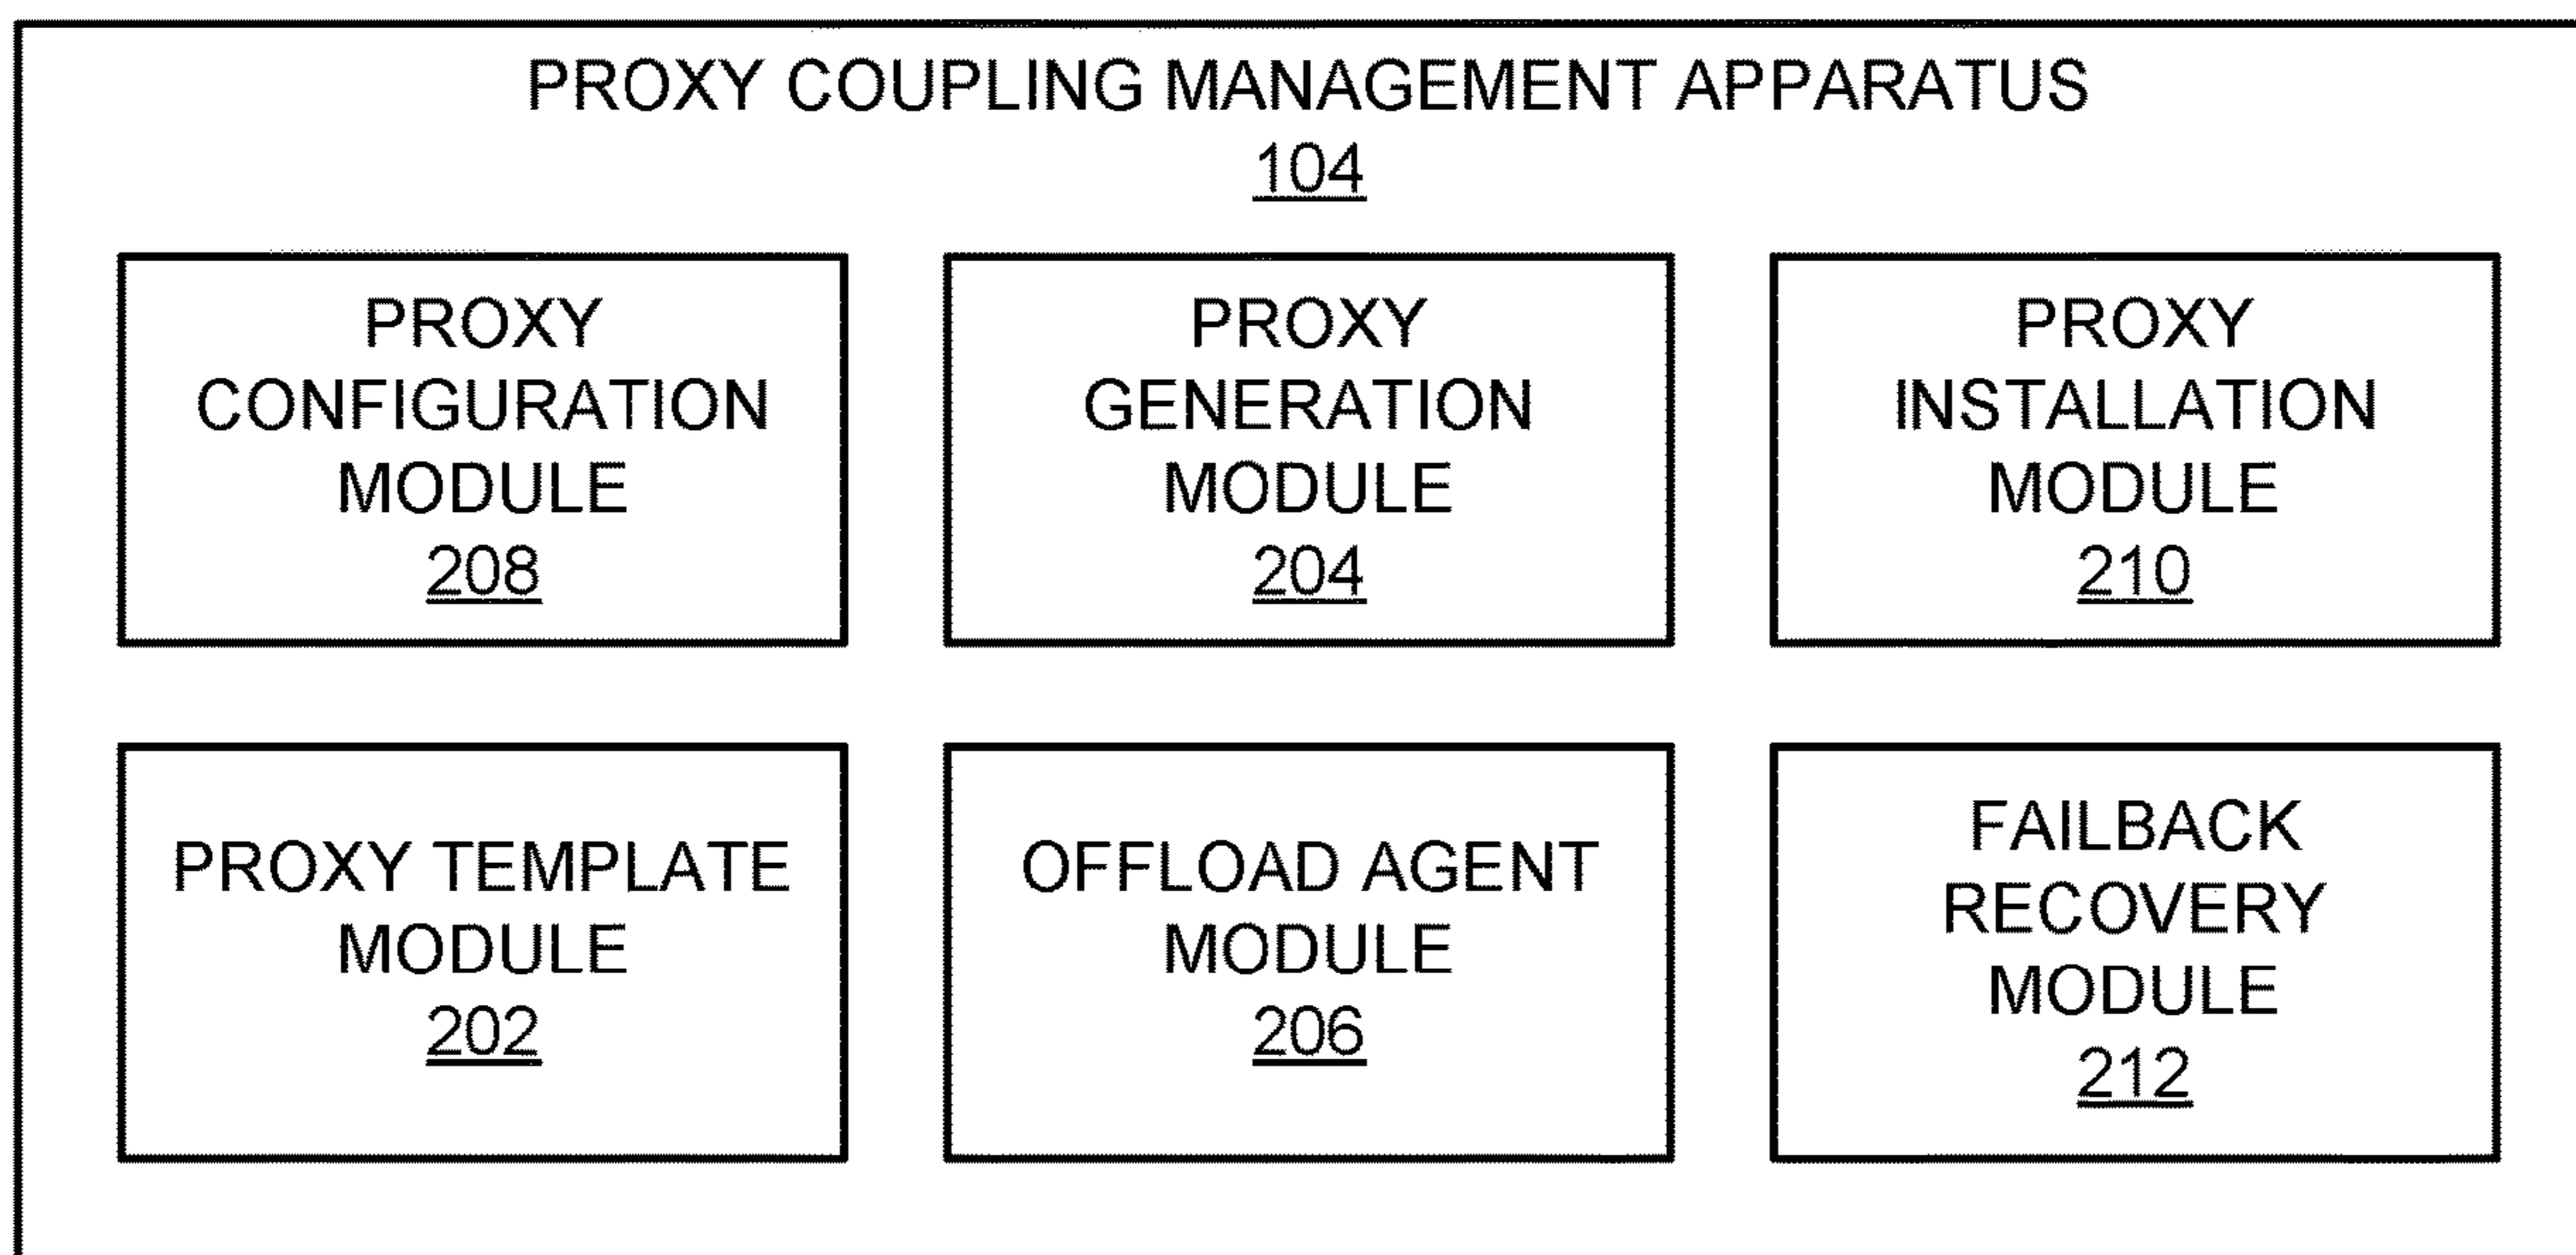 PROXY COUPLING MANAGEMENT APPARATUS
104
PROXY
CONFIGURATION
MODULE
208
PROXY
GENERATION
MODULE
204
PROXY
INSTALLATION
MODULE
210
PROXY TEMPLATE
MODULE
202
OFFLOAD AGENT
MODULE
206
FAILBACK
RECOVERY
MODULE
212